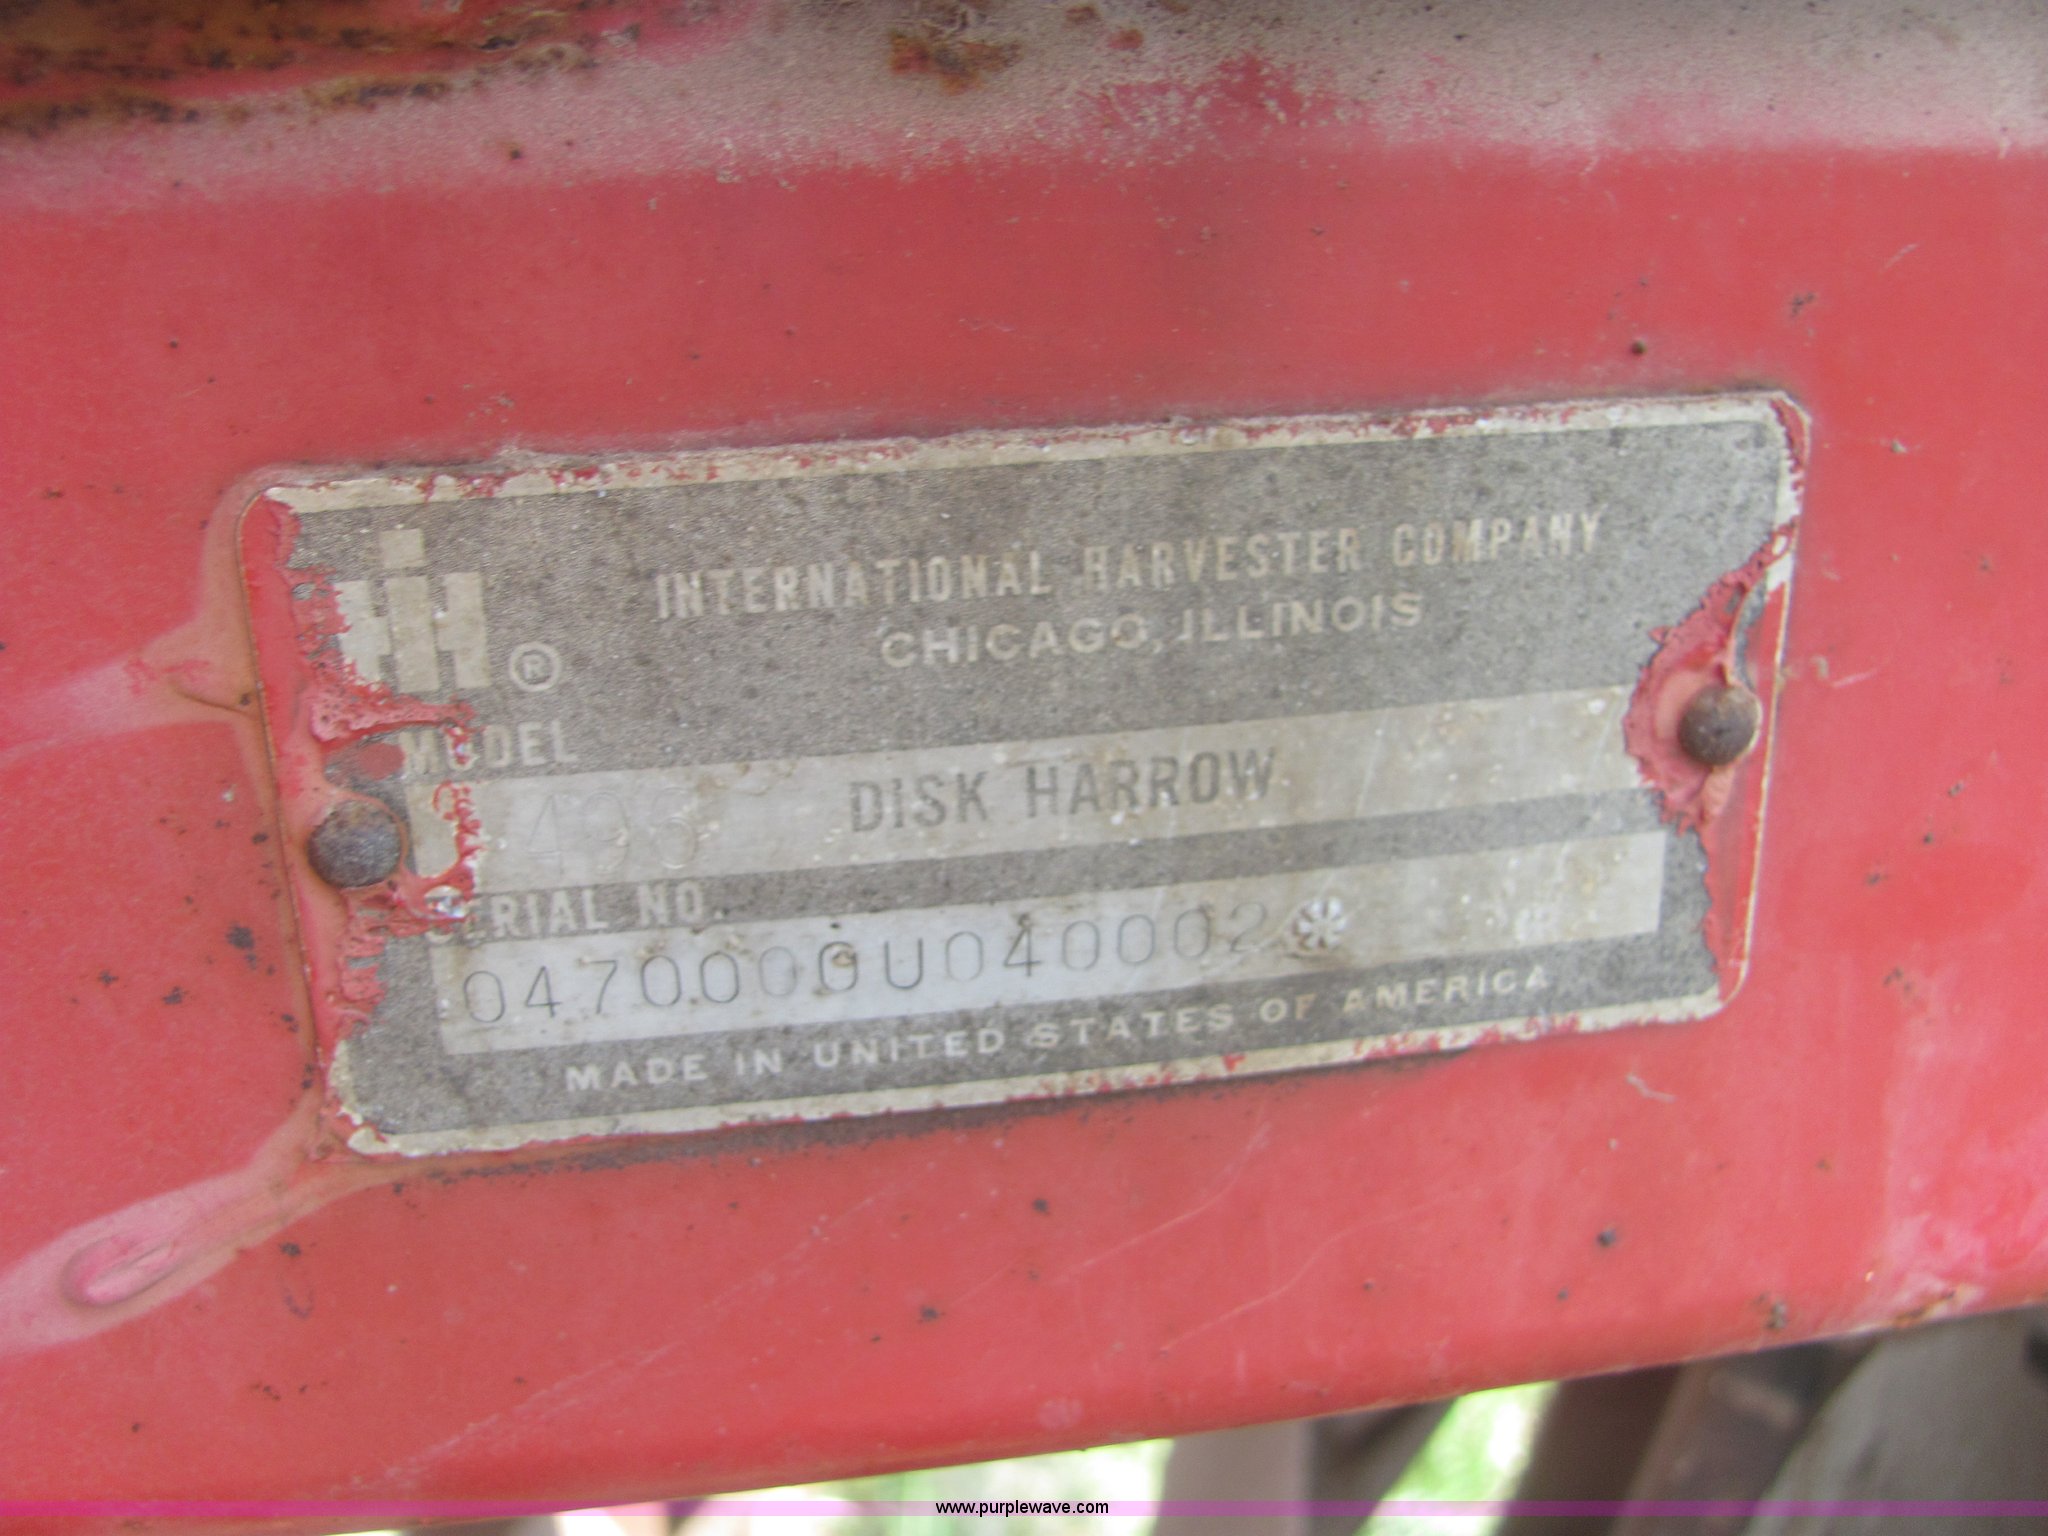 IH ®
INTERNATIONAL HARVESTER COMPANY
CHICAGO, ILLINOIS
MODEL
496 DISK HARROW
SERIAL NO.
0470000U040002*
MADE IN UNITED STATES OF AMERICA
www.purplewave.com